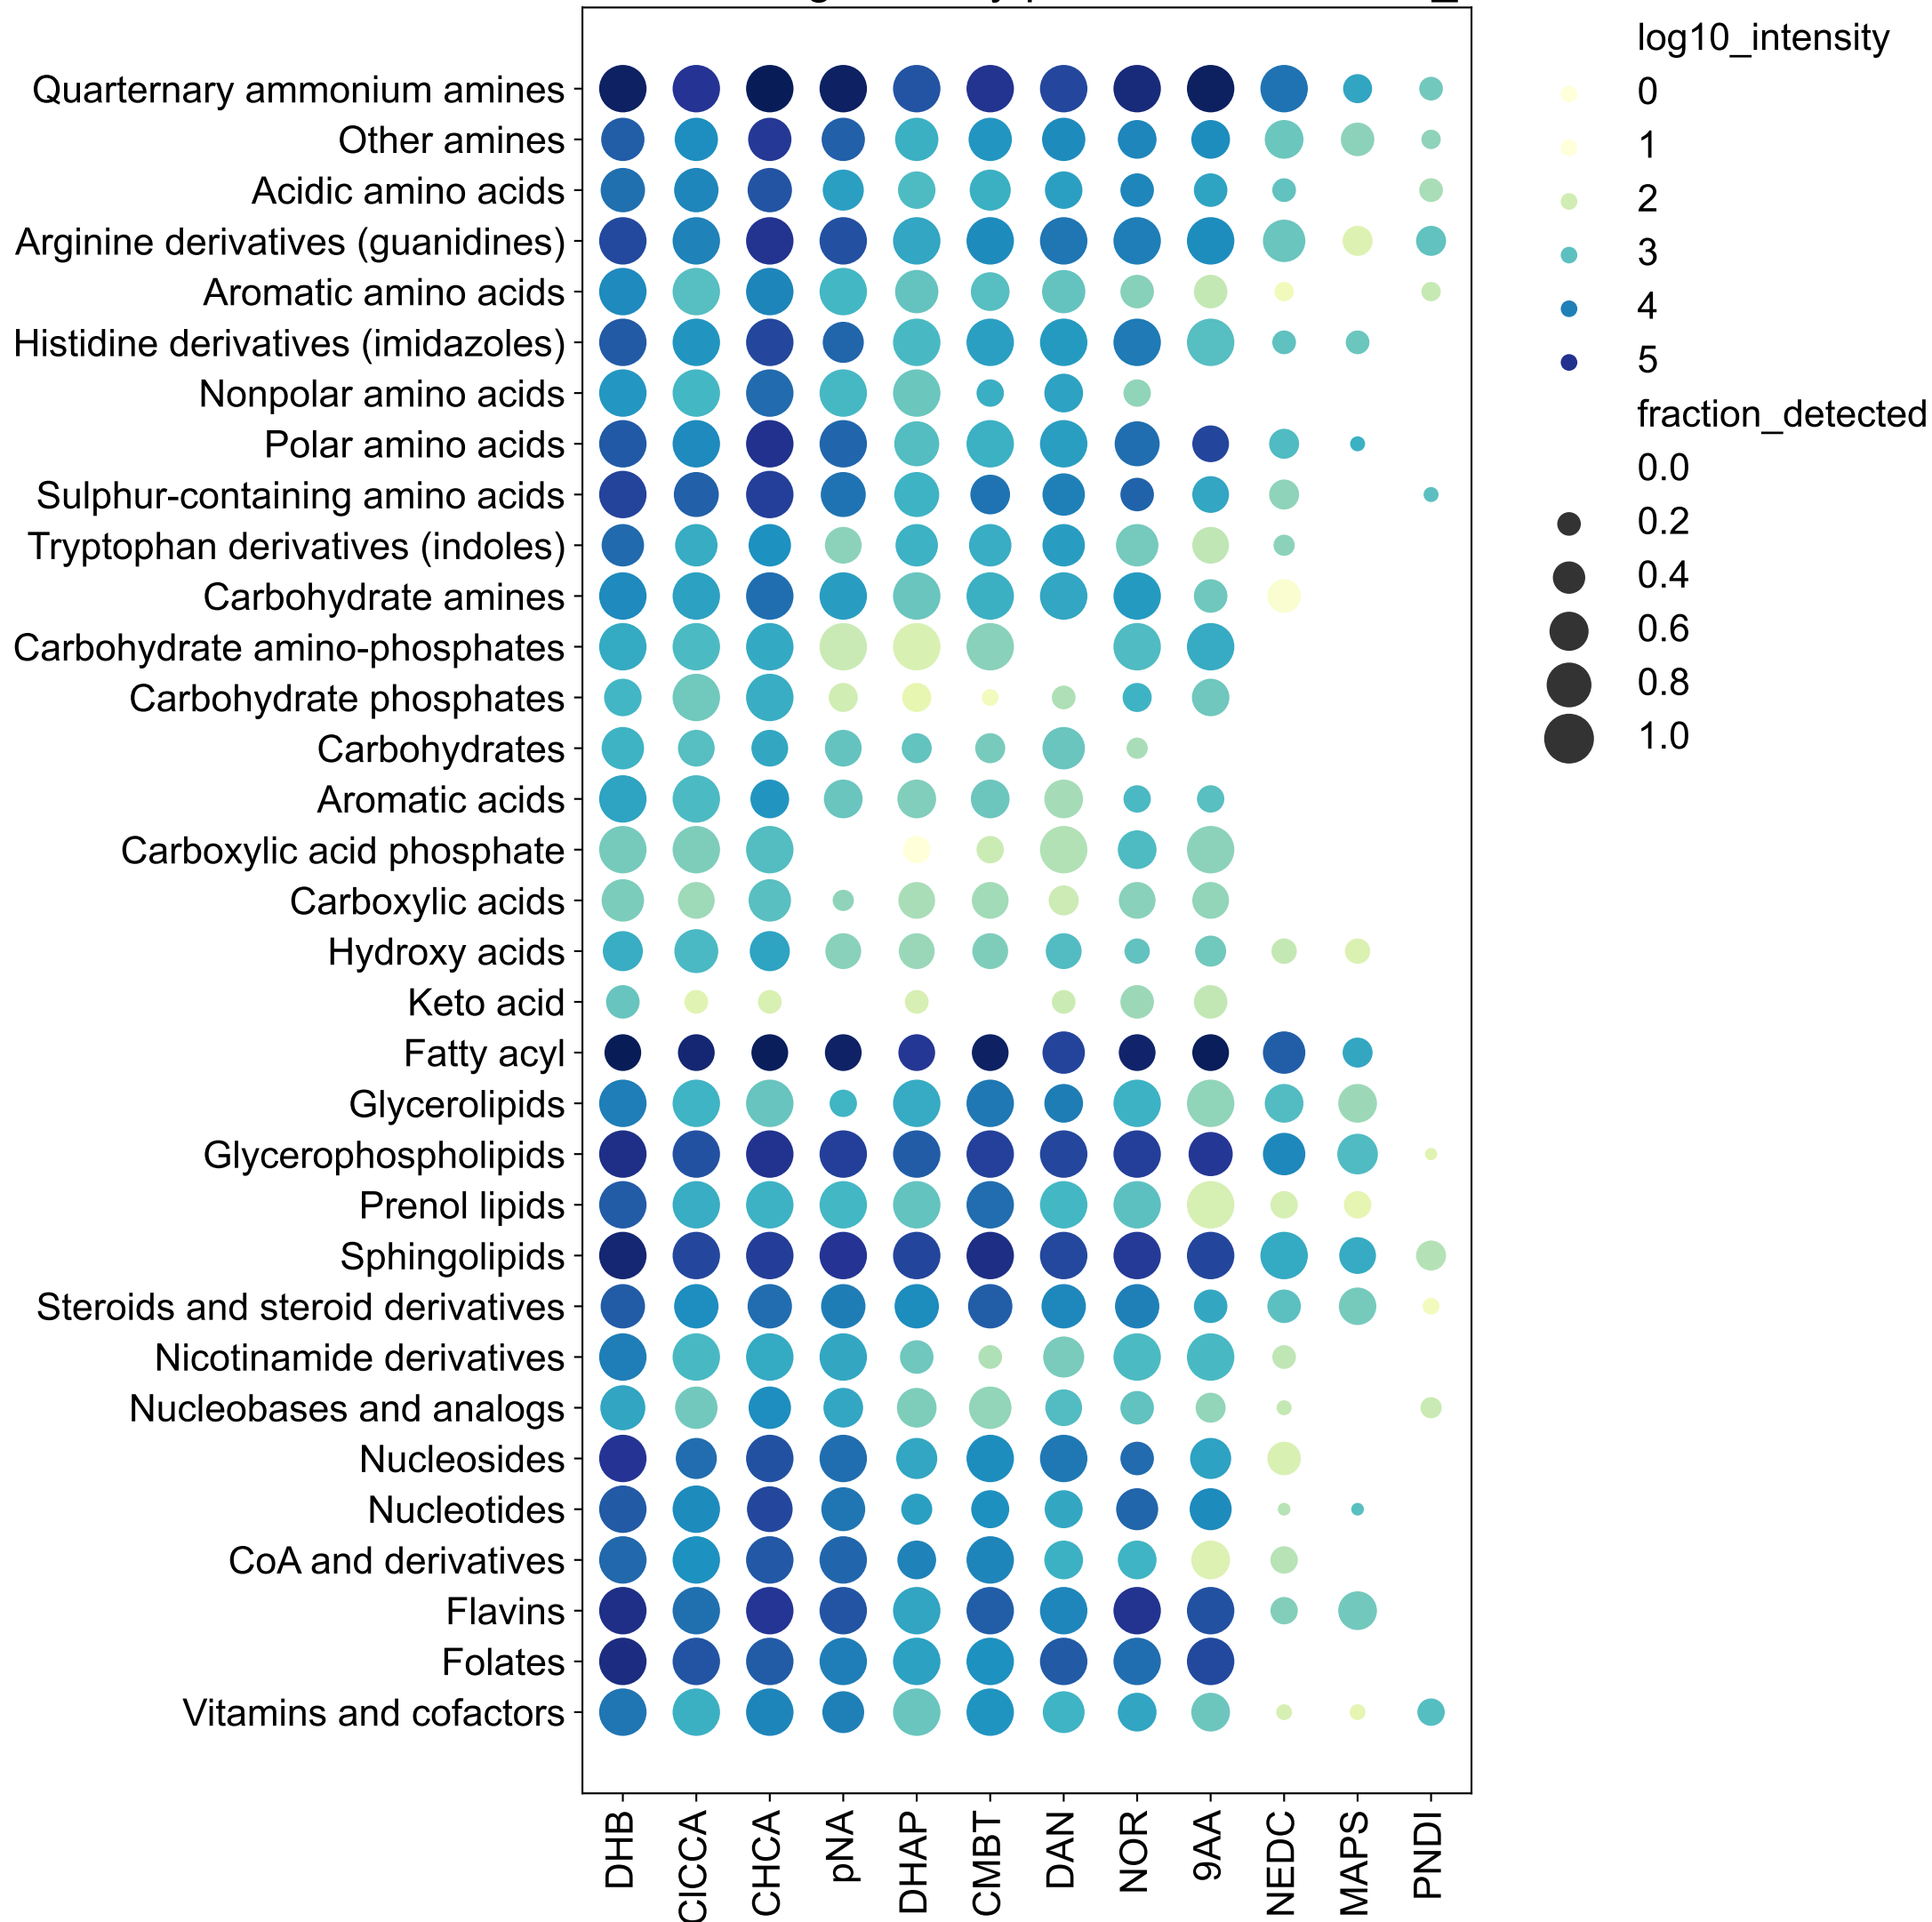 Quarternary ammonium amines
Other amines
Acidic amino acids
Arginine derivatives (guanidines)
Aromatic amino acids
Histidine derivatives (imidazoles)
Nonpolar amino acids
Polar amino acids
Sulphur-containing amino acids
Tryptophan derivatives (indoles)
Carbohydrate amines
Carbohydrate amino-phosphates
Carbohydrate phosphates
Carbohydrates
Aromatic acids
Carboxylic acid phosphate
Carboxylic acids
Hydroxy acids
Keto acid
Fatty acyl
Glycerolipids
Glycerophospholipids
Prenol lipids
Sphingolipids
Steroids and steroid derivatives
Nicotinamide derivatives
Nucleobases and analogs
Nucleosides
Nucleotides
CoA and derivatives
Flavins
Folates
Vitamins and cofactors
DHB
ClCCA
CHCA
pNA
DHAP
CMBT
DAN
NOR
9AA
NEDC
MAPS
PNDI
log10_intensity
0
1
2
3
4
5
fraction_detected
0.0
0.2
0.4
0.6
0.8
1.0